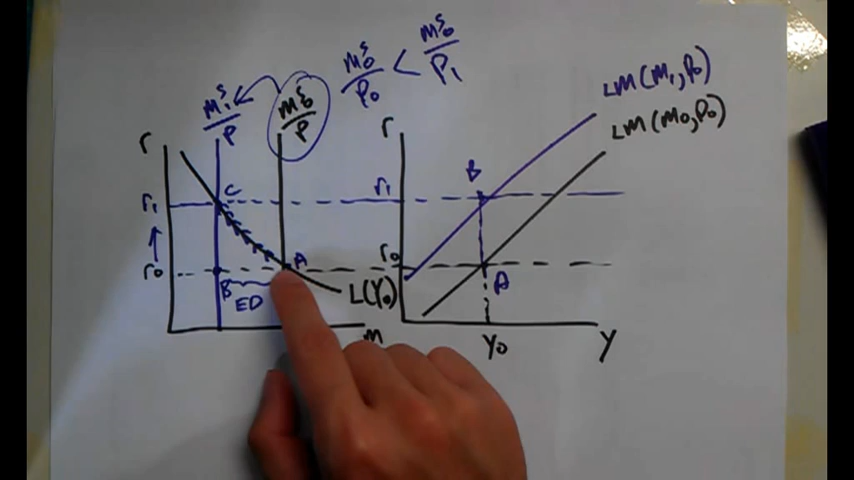 M₀ˢ/P₀ < M₀ˢ/P₁
M₁ˢ/P
M₀ˢ/P
LM(M₁,P₀)
LM(M₀,P₀)
r
r
r₁
C
r₁
B
r₀
A
r₀
B
ED
L(Y₀)
A
m
Y₀
Y